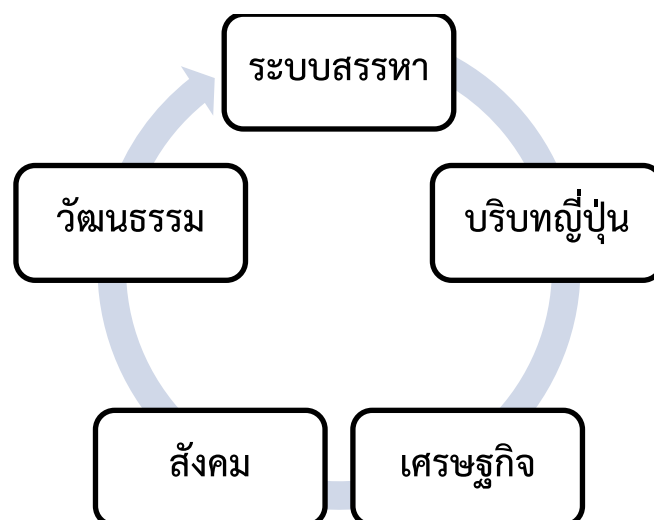 ระบบสรรหา
บริบทญี่ปุ่น
เศรษฐกิจ
สังคม
วัฒนธรรม